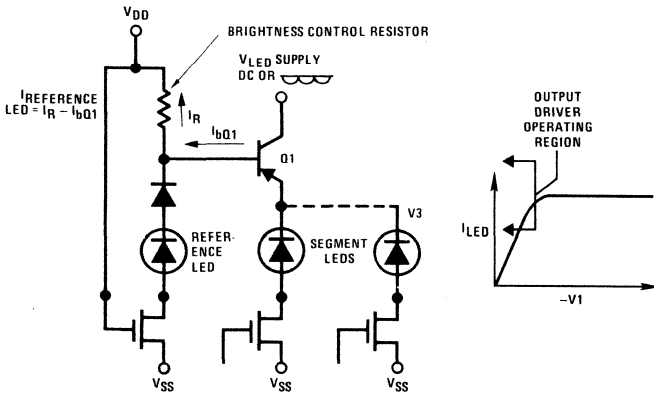 VDD
BRIGHTNESS CONTROL RESISTOR
VLED SUPPLY
DC OR
IREFERENCE
LED = IR – IbQ1
IR
IbQ1
Q1
REFER-
ENCE
LED
SEGMENT
LEDS
V3
VSS
VSS
VSS
OUTPUT
DRIVER
OPERATING
REGION
ILED
–V1